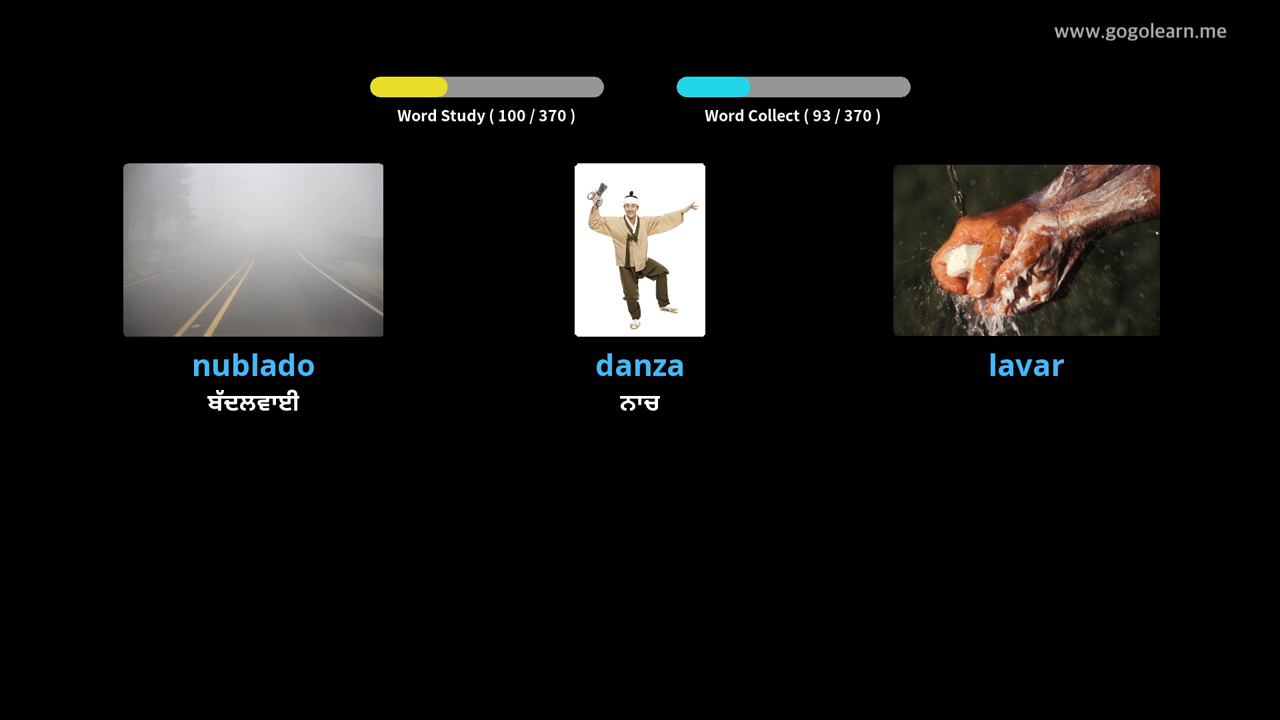 www.gogolearn.me
Word Study ( 100 / 370 )
Word Collect ( 93 / 370 )
nublado
danza
lavar
ਬੱਦਲਵਾਈ
ਨਾਚ